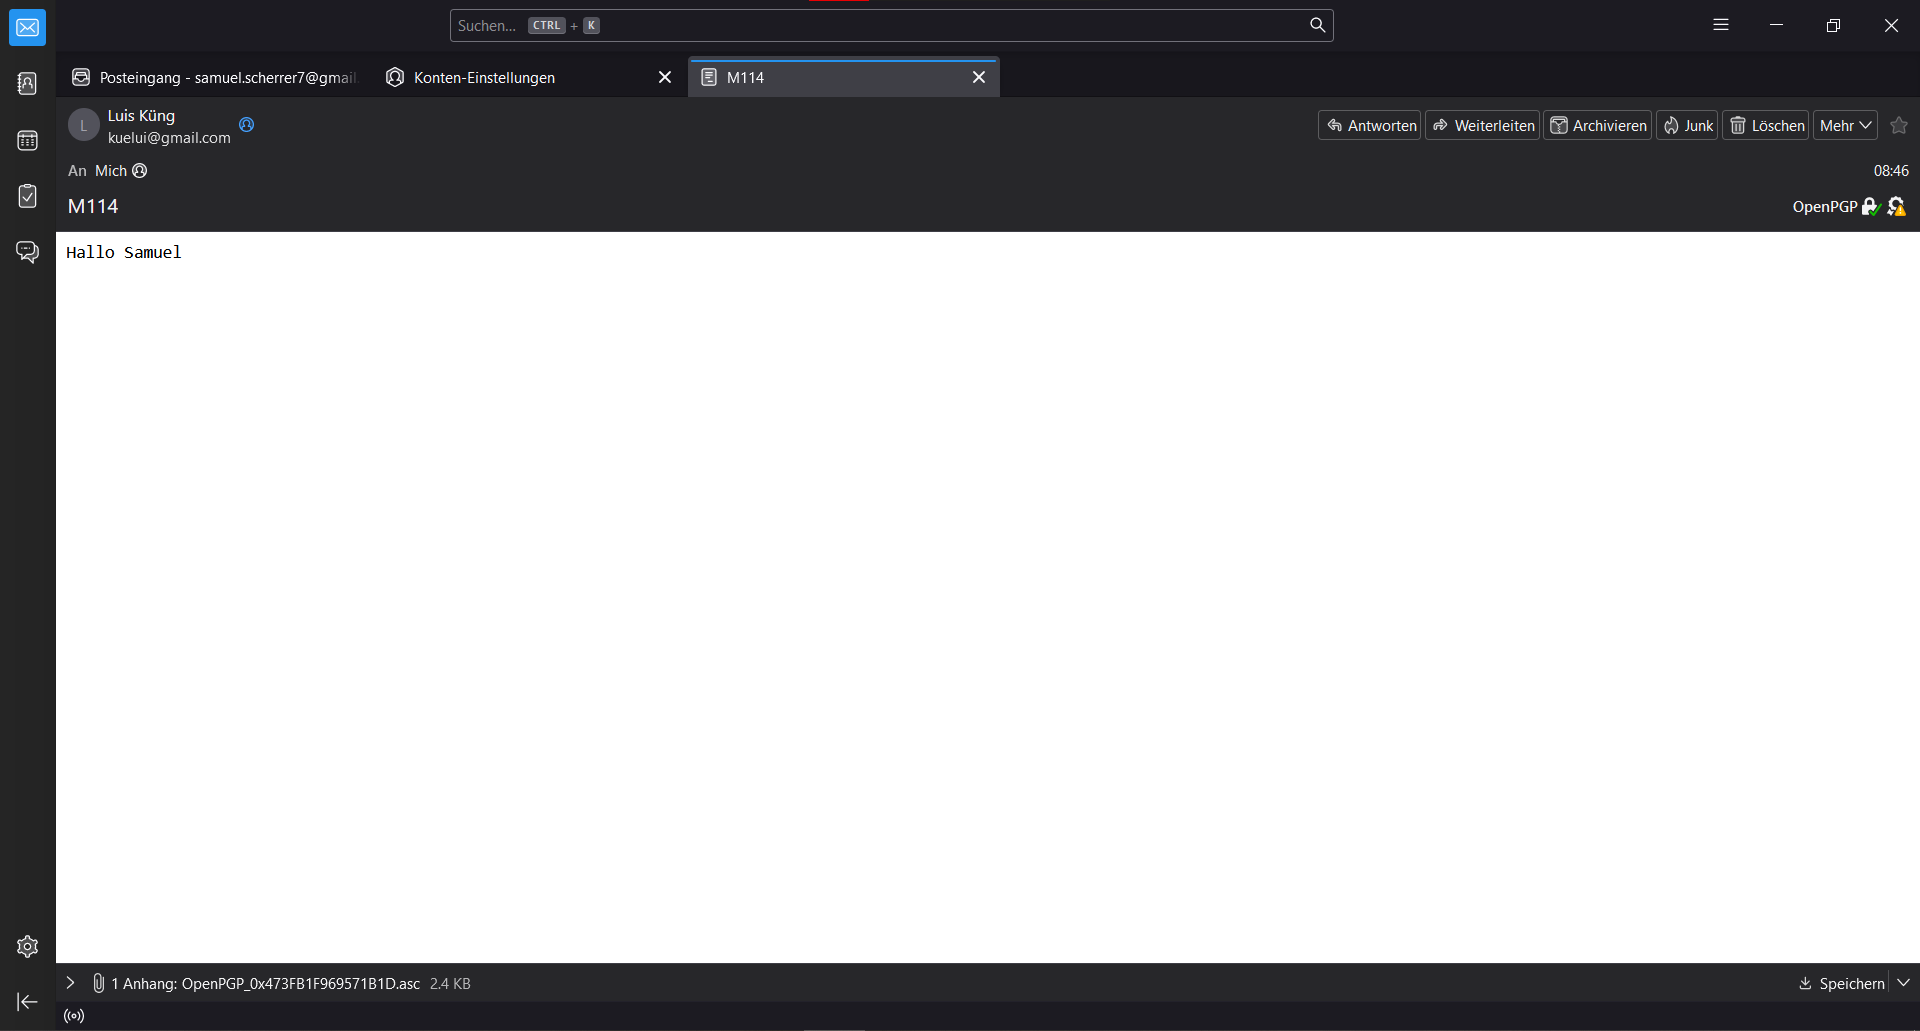 Suchen... CTRL + K
Posteingang - samuel.scherrer7@gmail. Konten-Einstellungen M114
L Luis Küng
kuelui@gmail.com
Antworten Weiterleiten Archivieren Junk Löschen Mehr
An Mich 08:46
M114 OpenPGP
Hallo Samuel
1 Anhang: OpenPGP_0x473FB1F969571B1D.asc 2.4 KB Speichern